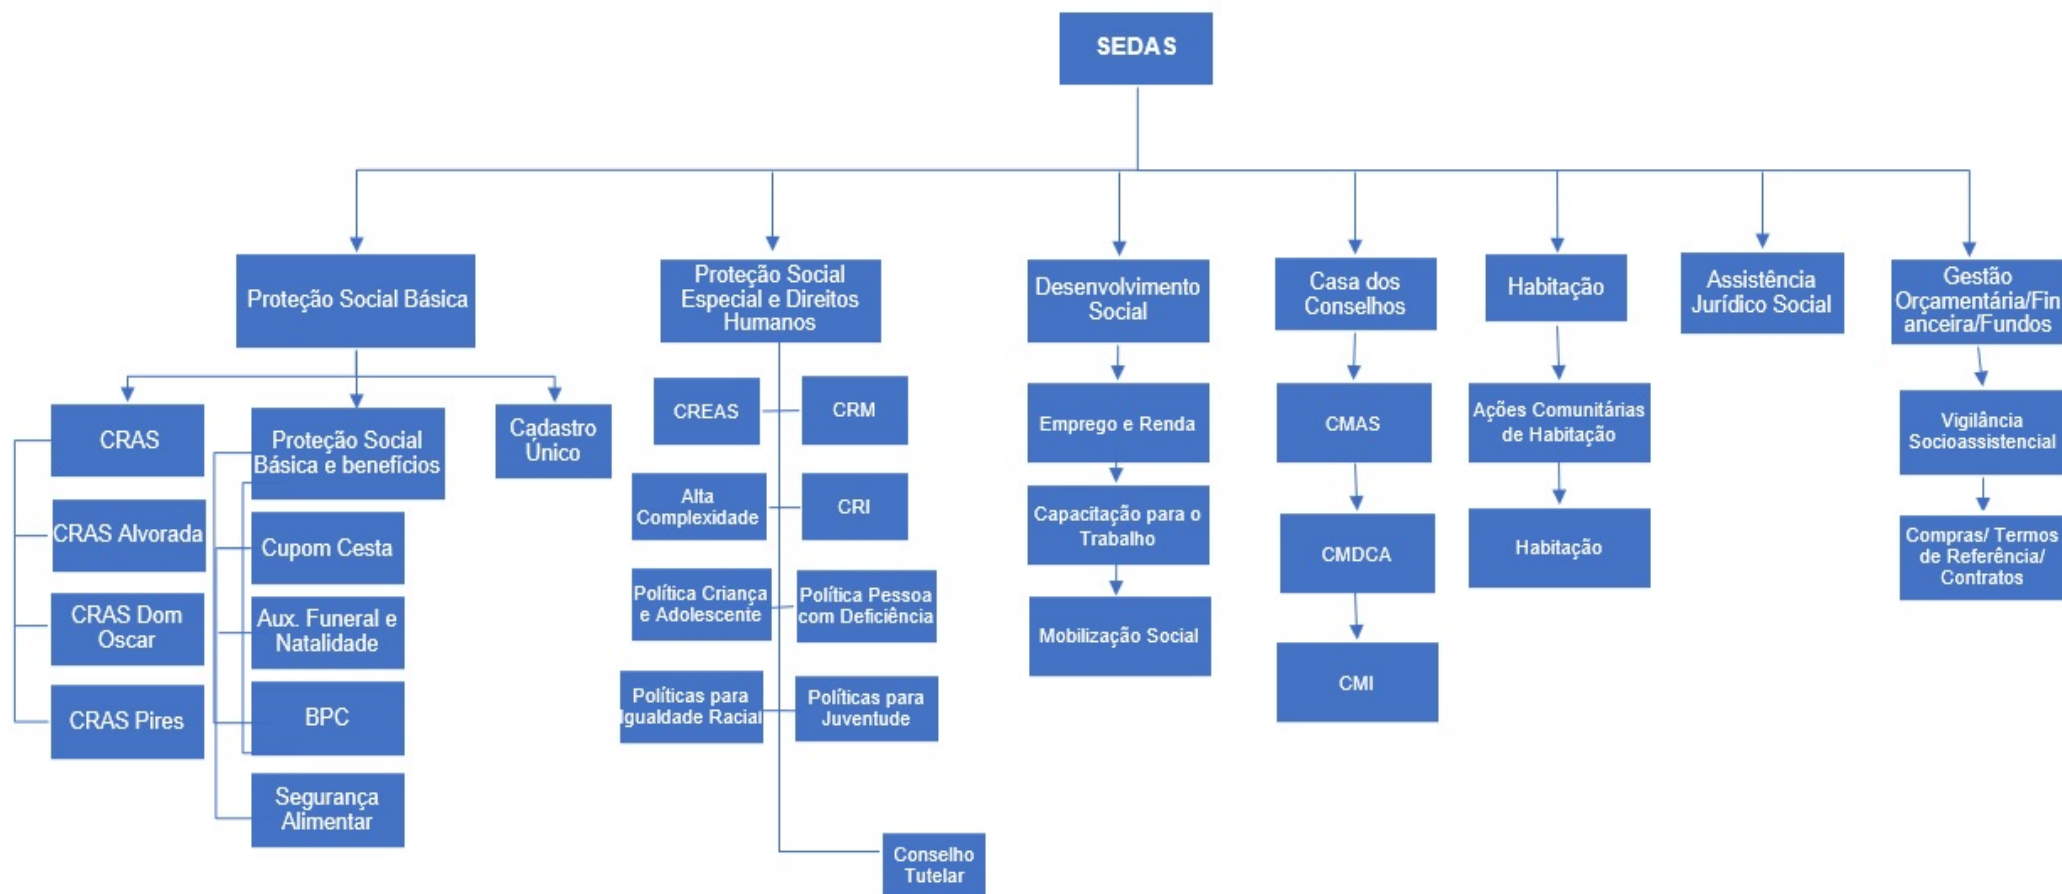 SEDAS
Proteção Social Básica
Proteção Social
Especial e Direitos
Humanos
Desenvolvimento
Social
Casa dos
Conselhos
Habitação
Assistência
Jurídico Social
Gestão
Orçamentária/Fin
anceira/Fundos
CRAS
CRAS Alvorada
CRAS Dom
Oscar
CRAS Pires
Proteção Social
Básica e benefícios
Cupom Cesta
Aux. Funeral e
Natalidade
BPC
Segurança
Alimentar
Cadastro
Único
CREAS
CRM
Alta
Complexidade
CRI
Política Criança
e Adolescente
Política Pessoa
com Deficiência
Políticas para
Igualdade Racial
Políticas para
Juventude
Conselho
Tutelar
Emprego e Renda
Capacitação para o
Trabalho
Mobilização Social
CMAS
CMDCA
CMI
Ações Comunitárias
de Habitação
Habitação
Vigilância
Socioassistencial
Compras/ Termos
de Referência/
Contratos